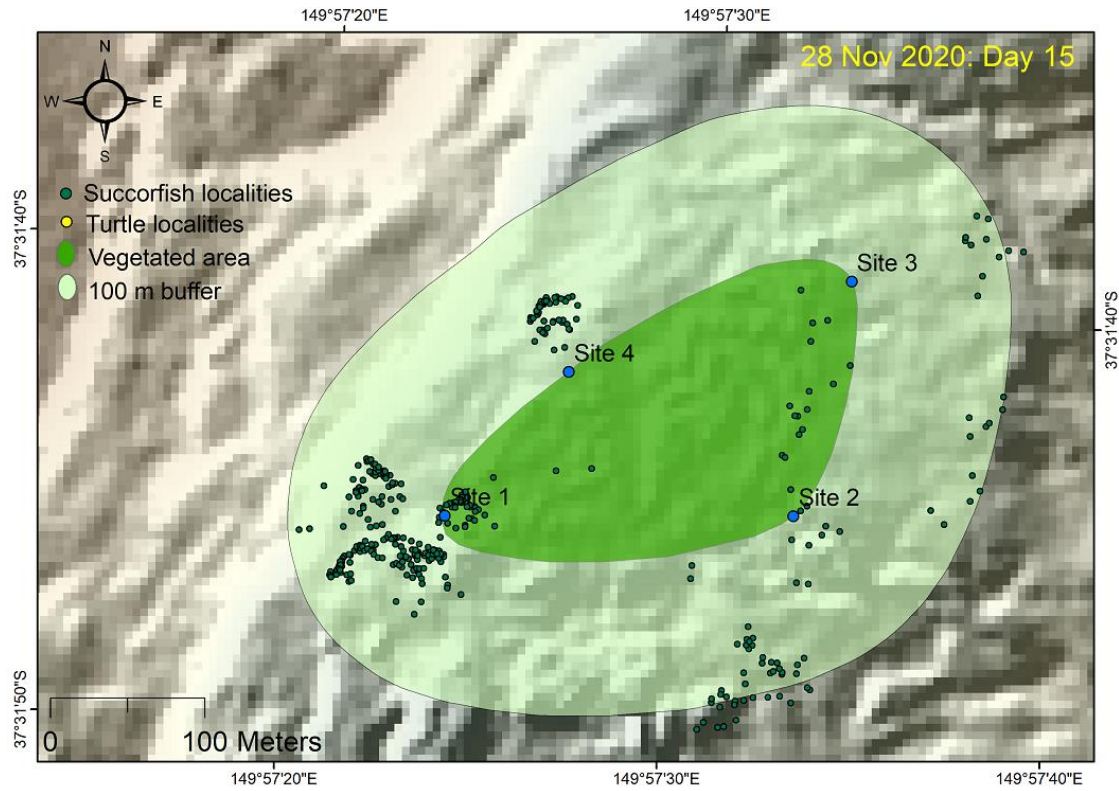 149°57'20"E
149°57'30"E
28 Nov 2020: Day 15
N
W
E
S
Succorfish localities
Turtle localities
Vegetated area
100 m buffer
37°31'40"S
37°31'40"S
Site 3
Site 4
Site 1
Site 2
37°31'50"S
0
100 Meters
149°57'20"E
149°57'30"E
149°57'40"E